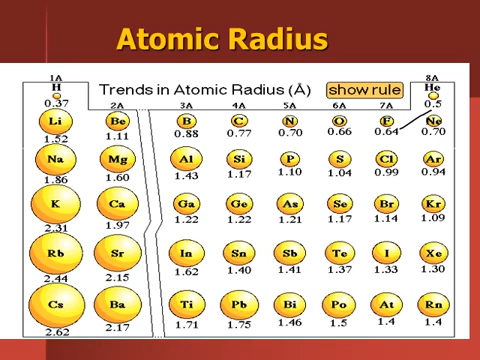 Atomic Radius
1A 8A
H Trends in Atomic Radius (Å) show rule He
0.37 2A 3A 4A 5A 6A 7A 0.5
Li Be B C N O F Ne
1.52 1.11 0.88 0.77 0.70 0.66 0.64 0.70
Na Mg Al Si P S Cl Ar
1.86 1.60 1.43 1.17 1.10 1.04 0.99 0.94
K Ca Ga Ge As Se Br Kr
2.31 1.97 1.22 1.22 1.21 1.17 1.14 1.09
Rb Sr In Sn Sb Te I Xe
2.44 2.15 1.62 1.40 1.41 1.37 1.33 1.30
Cs Ba Ti Pb Bi Po At Rn
2.62 2.17 1.71 1.75 1.46 1.5 1.4 1.4